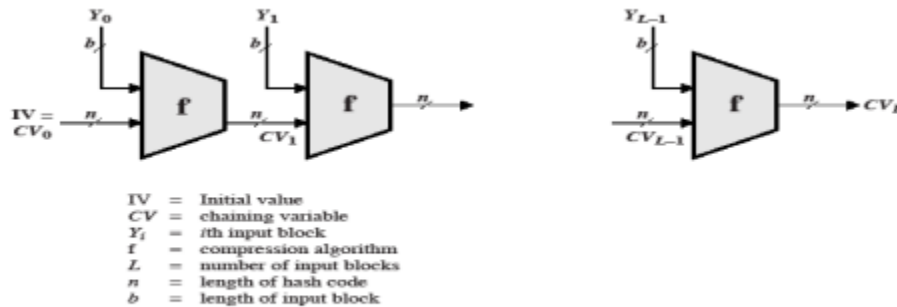 Y0 Y1 YL–1
b b b
f f f
IV = CV0 n n CV1 n n CVL–1 n CVL
IV = Initial value
CV = chaining variable
Yi = ith input block
f = compression algorithm
L = number of input blocks
n = length of hash code
b = length of input block